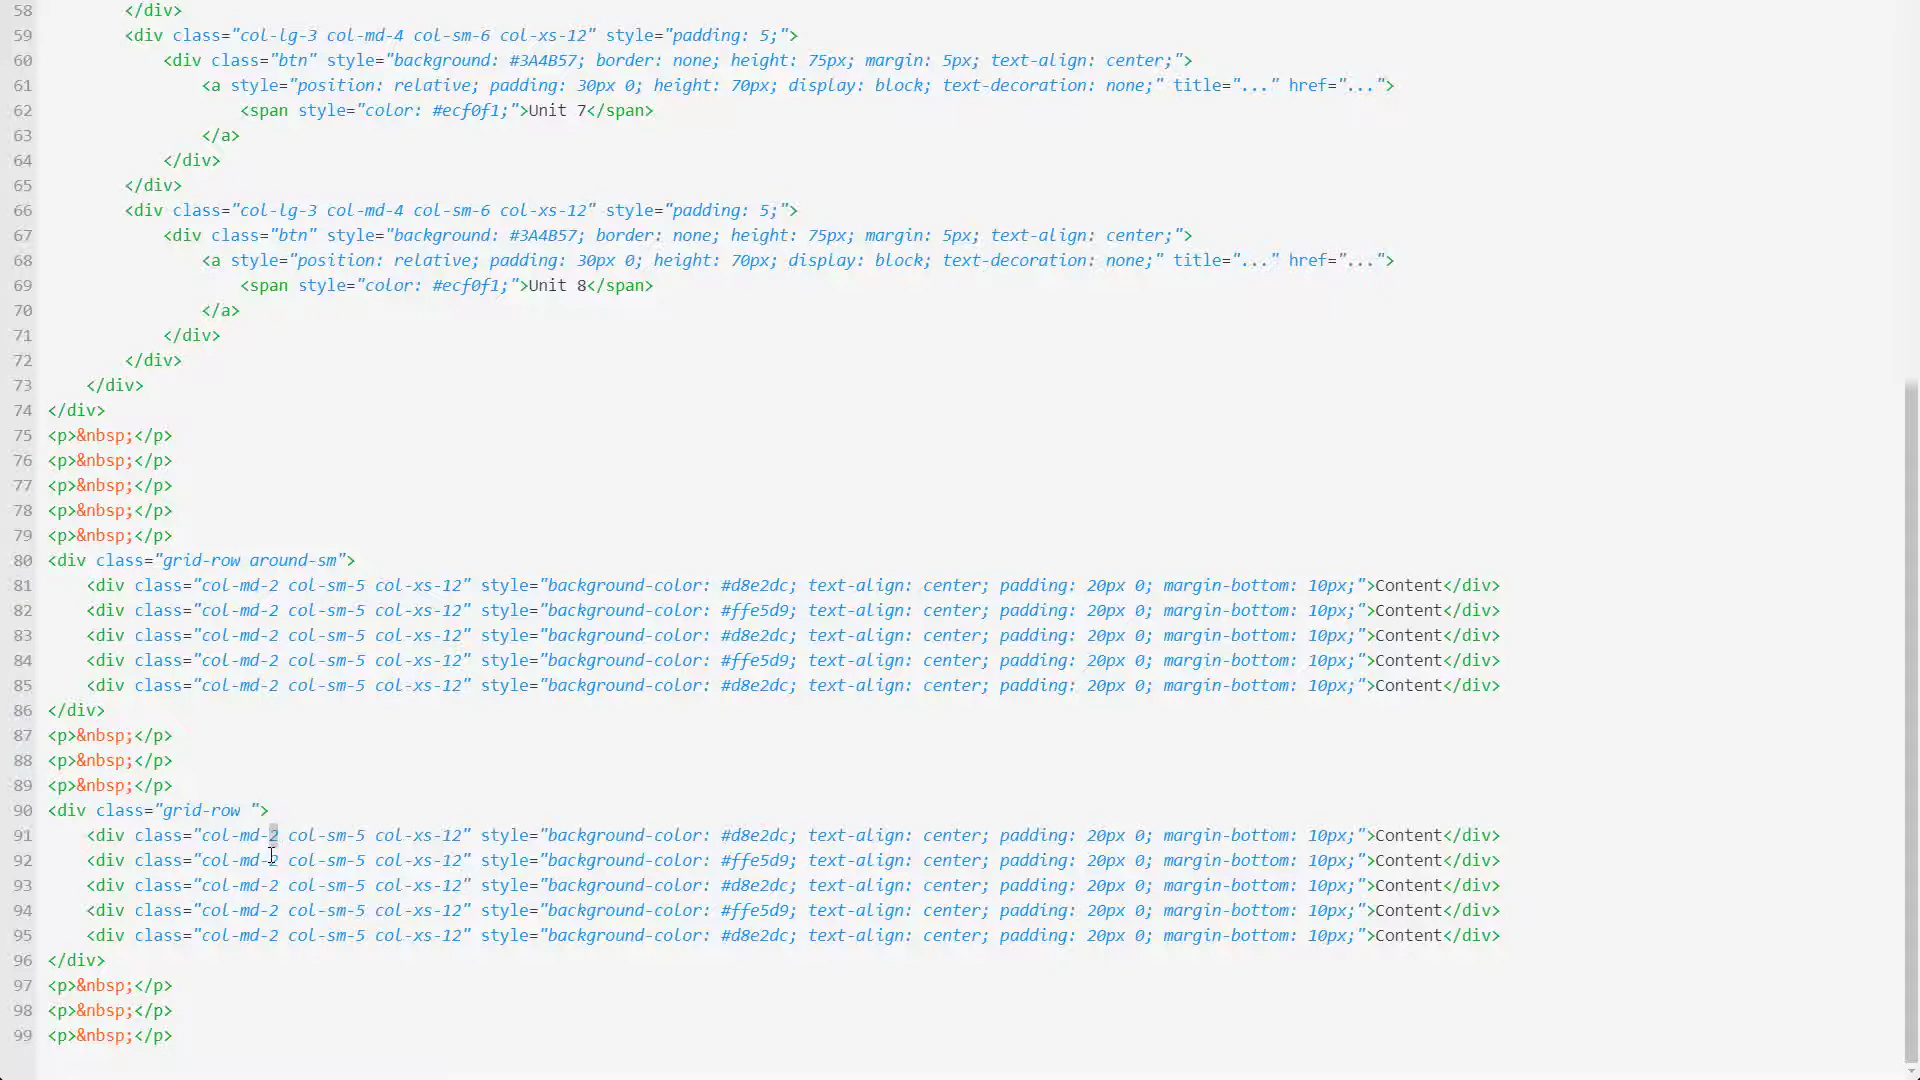 58 </div>
59 <div class="col-lg-3 col-md-4 col-sm-6 col-xs-12" style="padding: 5;">
60 <div class="btn" style="background: #3A4B57; border: none; height: 75px; margin: 5px; text-align: center;">
61 <a style="position: relative; padding: 30px 0; height: 70px; display: block; text-decoration: none;" title="..." href="...">
62 <span style="color: #ecf0f1;">Unit 7</span>
63 </a>
64 </div>
65 </div>
66 <div class="col-lg-3 col-md-4 col-sm-6 col-xs-12" style="padding: 5;">
67 <div class="btn" style="background: #3A4B57; border: none; height: 75px; margin: 5px; text-align: center;">
68 <a style="position: relative; padding: 30px 0; height: 70px; display: block; text-decoration: none;" title="..." href="...">
69 <span style="color: #ecf0f1;">Unit 8</span>
70 </a>
71 </div>
72 </div>
73 </div>
74 </div>
75 <p>&nbsp;</p>
76 <p>&nbsp;</p>
77 <p>&nbsp;</p>
78 <p>&nbsp;</p>
79 <p>&nbsp;</p>
80 <div class="grid-row around-sm">
81 <div class="col-md-2 col-sm-5 col-xs-12" style="background-color: #d8e2dc; text-align: center; padding: 20px 0; margin-bottom: 10px;">Content</div>
82 <div class="col-md-2 col-sm-5 col-xs-12" style="background-color: #ffe5d9; text-align: center; padding: 20px 0; margin-bottom: 10px;">Content</div>
83 <div class="col-md-2 col-sm-5 col-xs-12" style="background-color: #d8e2dc; text-align: center; padding: 20px 0; margin-bottom: 10px;">Content</div>
84 <div class="col-md-2 col-sm-5 col-xs-12" style="background-color: #ffe5d9; text-align: center; padding: 20px 0; margin-bottom: 10px;">Content</div>
85 <div class="col-md-2 col-sm-5 col-xs-12" style="background-color: #d8e2dc; text-align: center; padding: 20px 0; margin-bottom: 10px;">Content</div>
86 </div>
87 <p>&nbsp;</p>
88 <p>&nbsp;</p>
89 <p>&nbsp;</p>
90 <div class="grid-row ">
91 <div class="col-md-2 col-sm-5 col-xs-12" style="background-color: #d8e2dc; text-align: center; padding: 20px 0; margin-bottom: 10px;">Content</div>
92 <div class="col-md-2 col-sm-5 col-xs-12" style="background-color: #ffe5d9; text-align: center; padding: 20px 0; margin-bottom: 10px;">Content</div>
93 <div class="col-md-2 col-sm-5 col-xs-12" style="background-color: #d8e2dc; text-align: center; padding: 20px 0; margin-bottom: 10px;">Content</div>
94 <div class="col-md-2 col-sm-5 col-xs-12" style="background-color: #ffe5d9; text-align: center; padding: 20px 0; margin-bottom: 10px;">Content</div>
95 <div class="col-md-2 col-sm-5 col-xs-12" style="background-color: #d8e2dc; text-align: center; padding: 20px 0; margin-bottom: 10px;">Content</div>
96 </div>
97 <p>&nbsp;</p>
98 <p>&nbsp;</p>
99 <p>&nbsp;</p>